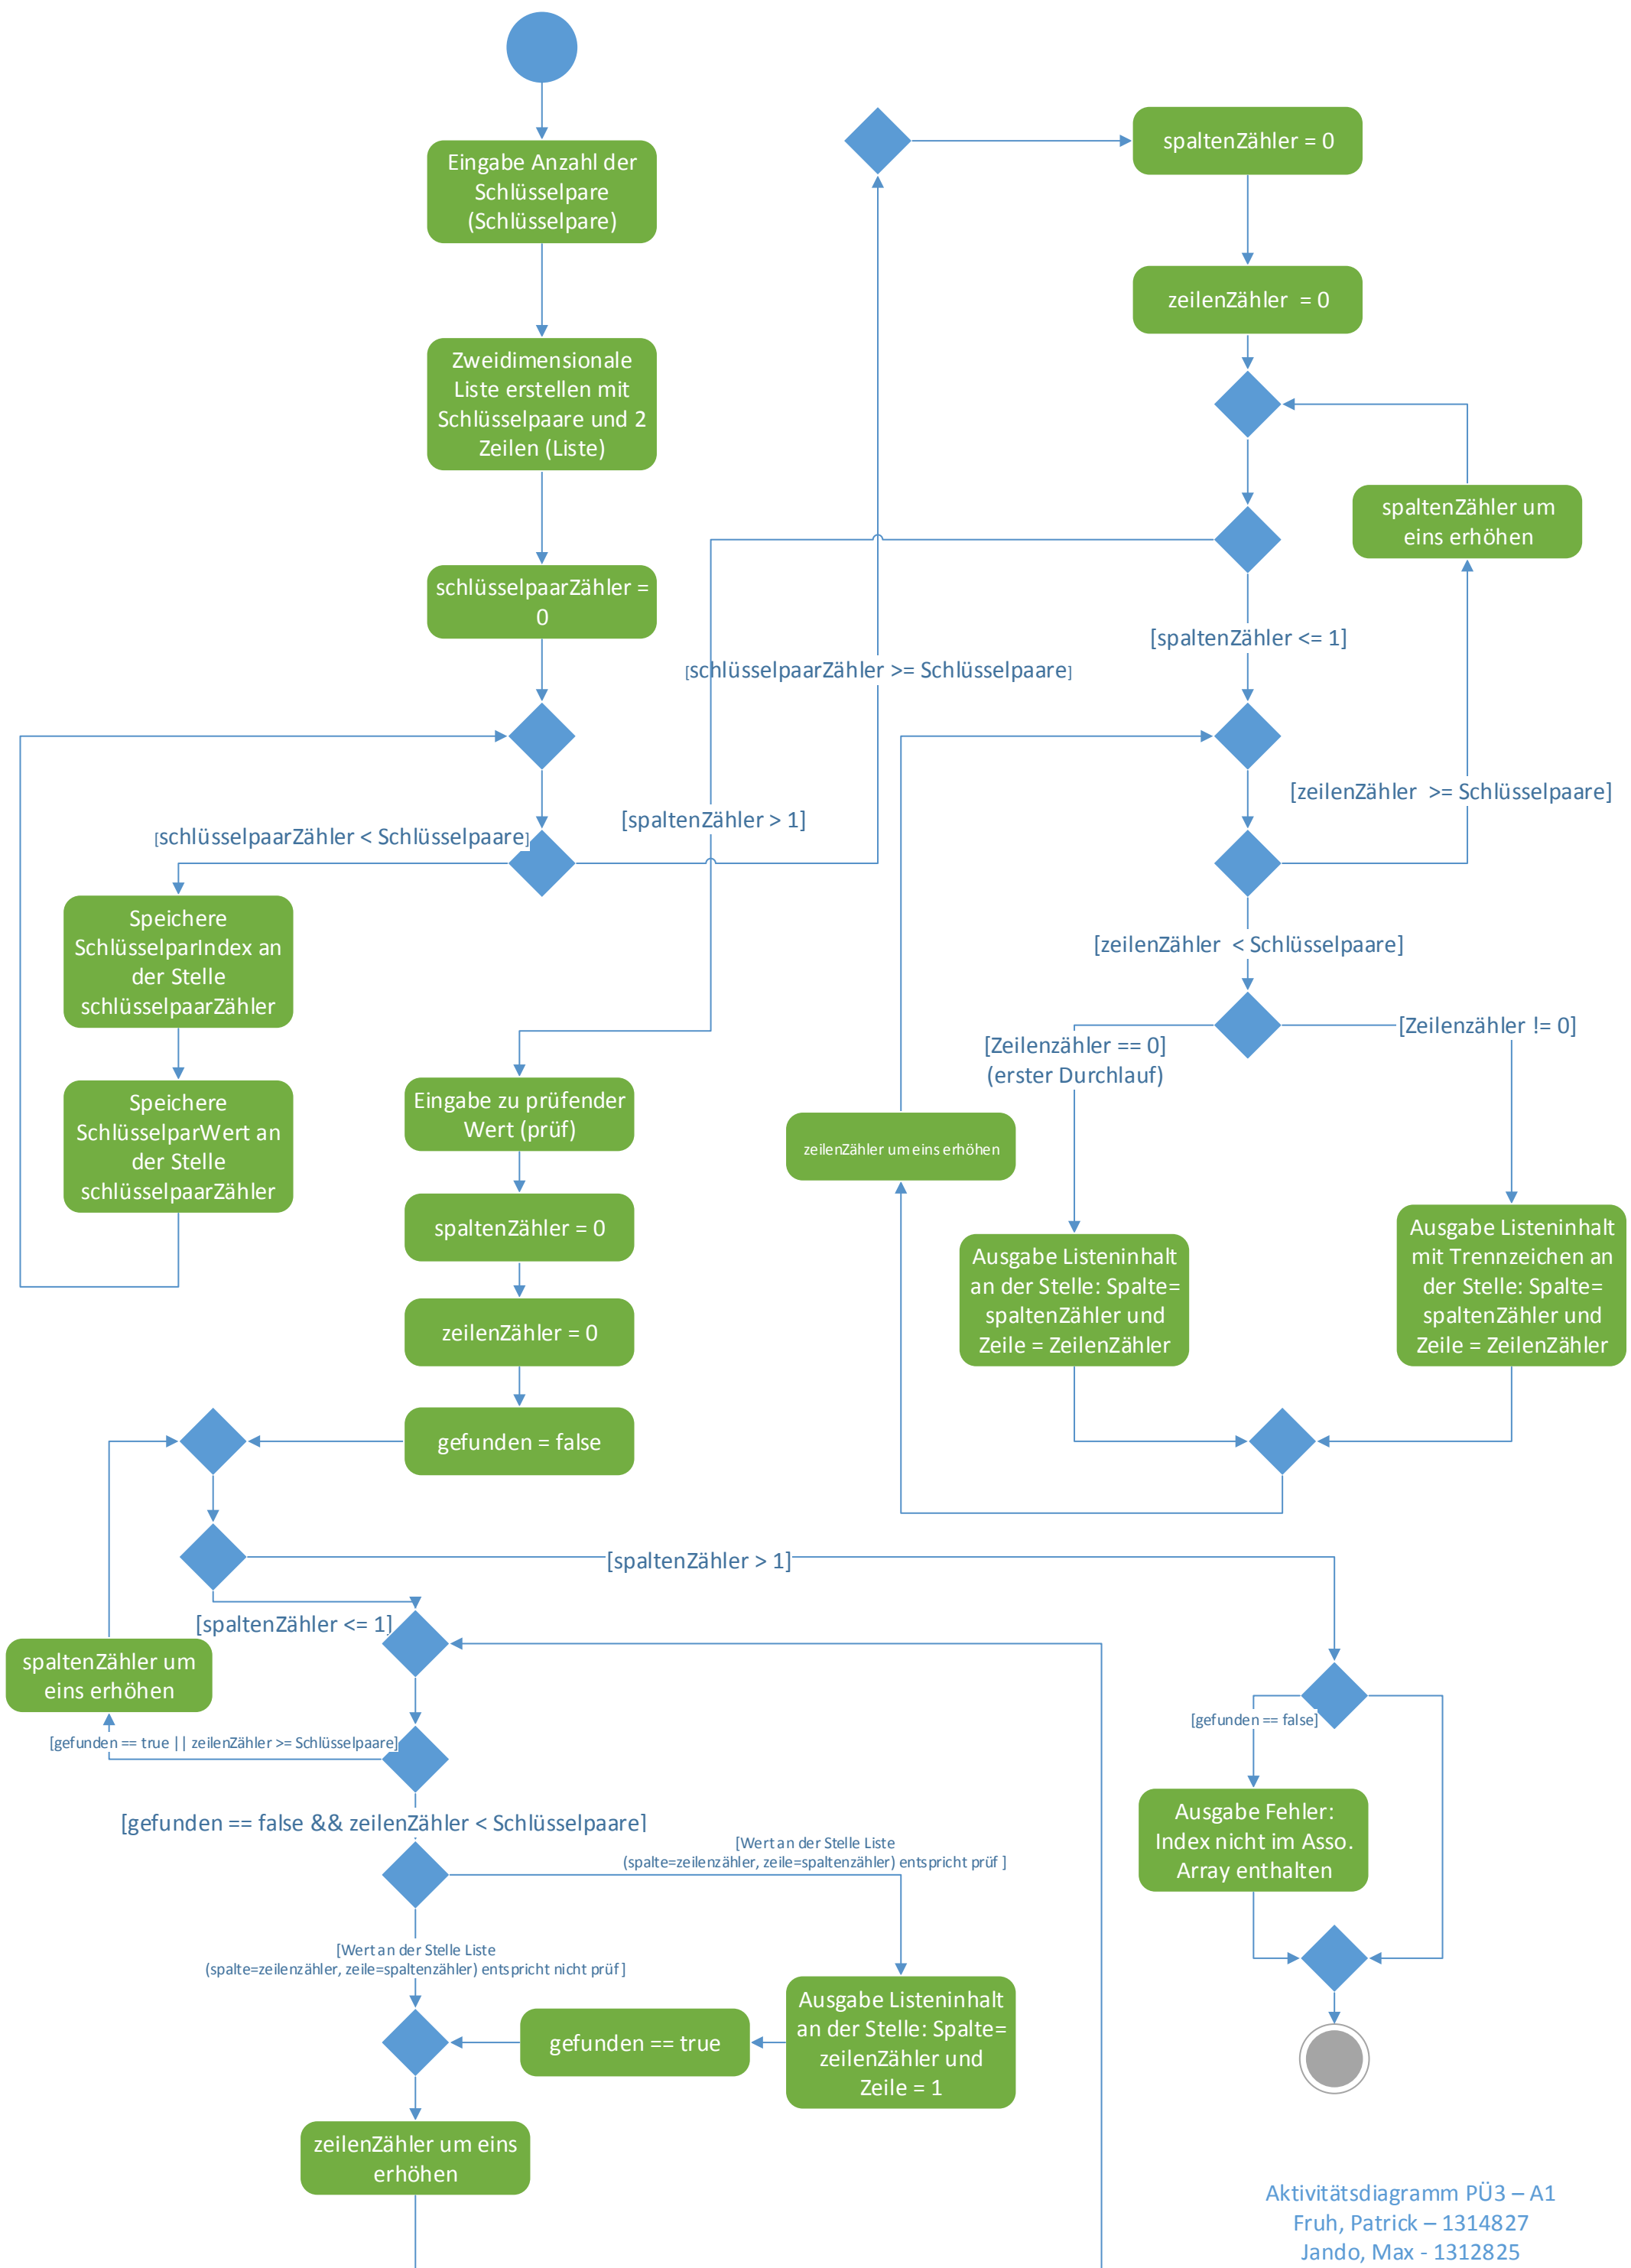 Eingabe Anzahl der
Schlüsselpare
(Schlüsselpare)
Zweidimensionale
Liste erstellen mit
Schlüsselpaare und 2
Zeilen (Liste)
schlüsselpaarZähler =
0
[schlüsselpaarZähler < Schlüsselpaare]
Speichere
SchlüsselparIndex an
der Stelle
schlüsselpaarZähler
Speichere
SchlüsselparWert an
der Stelle
schlüsselpaarZähler
[schlüsselpaarZähler >= Schlüsselpaare]
spaltenZähler = 0
zeilenZähler = 0
spaltenZähler um
eins erhöhen
[spaltenZähler <= 1]
[spaltenZähler > 1]
[zeilenZähler >= Schlüsselpaare]
[zeilenZähler < Schlüsselpaare]
[Zeilenzähler == 0]
(erster Durchlauf)
[Zeilenzähler != 0]
zeilenZähler um eins erhöhen
Ausgabe Listeninhalt
an der Stelle: Spalte=
spaltenZähler und
Zeile = ZeilenZähler
Ausgabe Listeninhalt
mit Trennzeichen an
der Stelle: Spalte=
spaltenZähler und
Zeile = ZeilenZähler
Eingabe zu prüfender
Wert (prüf)
spaltenZähler = 0
zeilenZähler = 0
gefunden = false
[spaltenZähler > 1]
[spaltenZähler <= 1]
spaltenZähler um
eins erhöhen
[gefunden == true || zeilenZähler >= Schlüsselpaare]
[gefunden == false && zeilenZähler < Schlüsselpaare]
[Wert an der Stelle Liste
(spalte=zeilenzähler, zeile=spaltenzähler) entspricht prüf ]
[Wert an der Stelle Liste
(spalte=zeilenzähler, zeile=spaltenzähler) entspricht nicht prüf ]
Ausgabe Listeninhalt
an der Stelle: Spalte=
zeilenZähler und
Zeile = 1
gefunden == true
zeilenZähler um eins
erhöhen
[gefunden == false]
Ausgabe Fehler:
Index nicht im Asso.
Array enthalten
Aktivitätsdiagramm PÜ3 – A1
Fruh, Patrick – 1314827
Jando, Max - 1312825